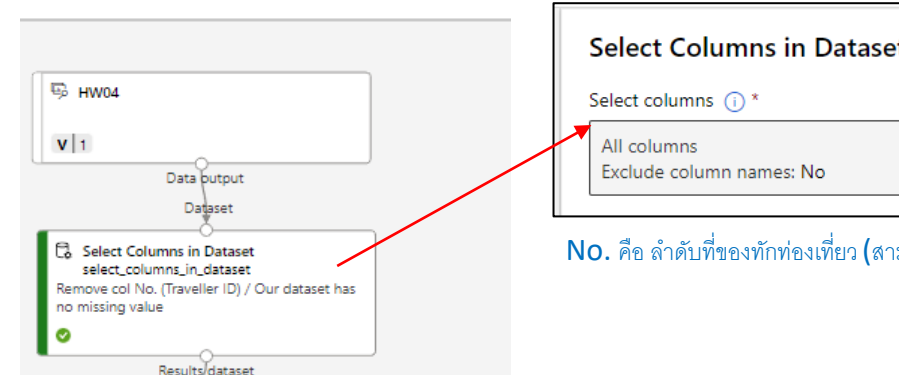 HW04
V 1
Data output
Dataset
Select Columns in Dataset
select_columns_in_dataset
Remove col No. (Traveller ID) / Our dataset has
no missing value
Results dataset
Select Columns in Datase
Select columns *
All columns
Exclude column names: No
No. คือ ลำดับที่ของทักท่องเที่ยว